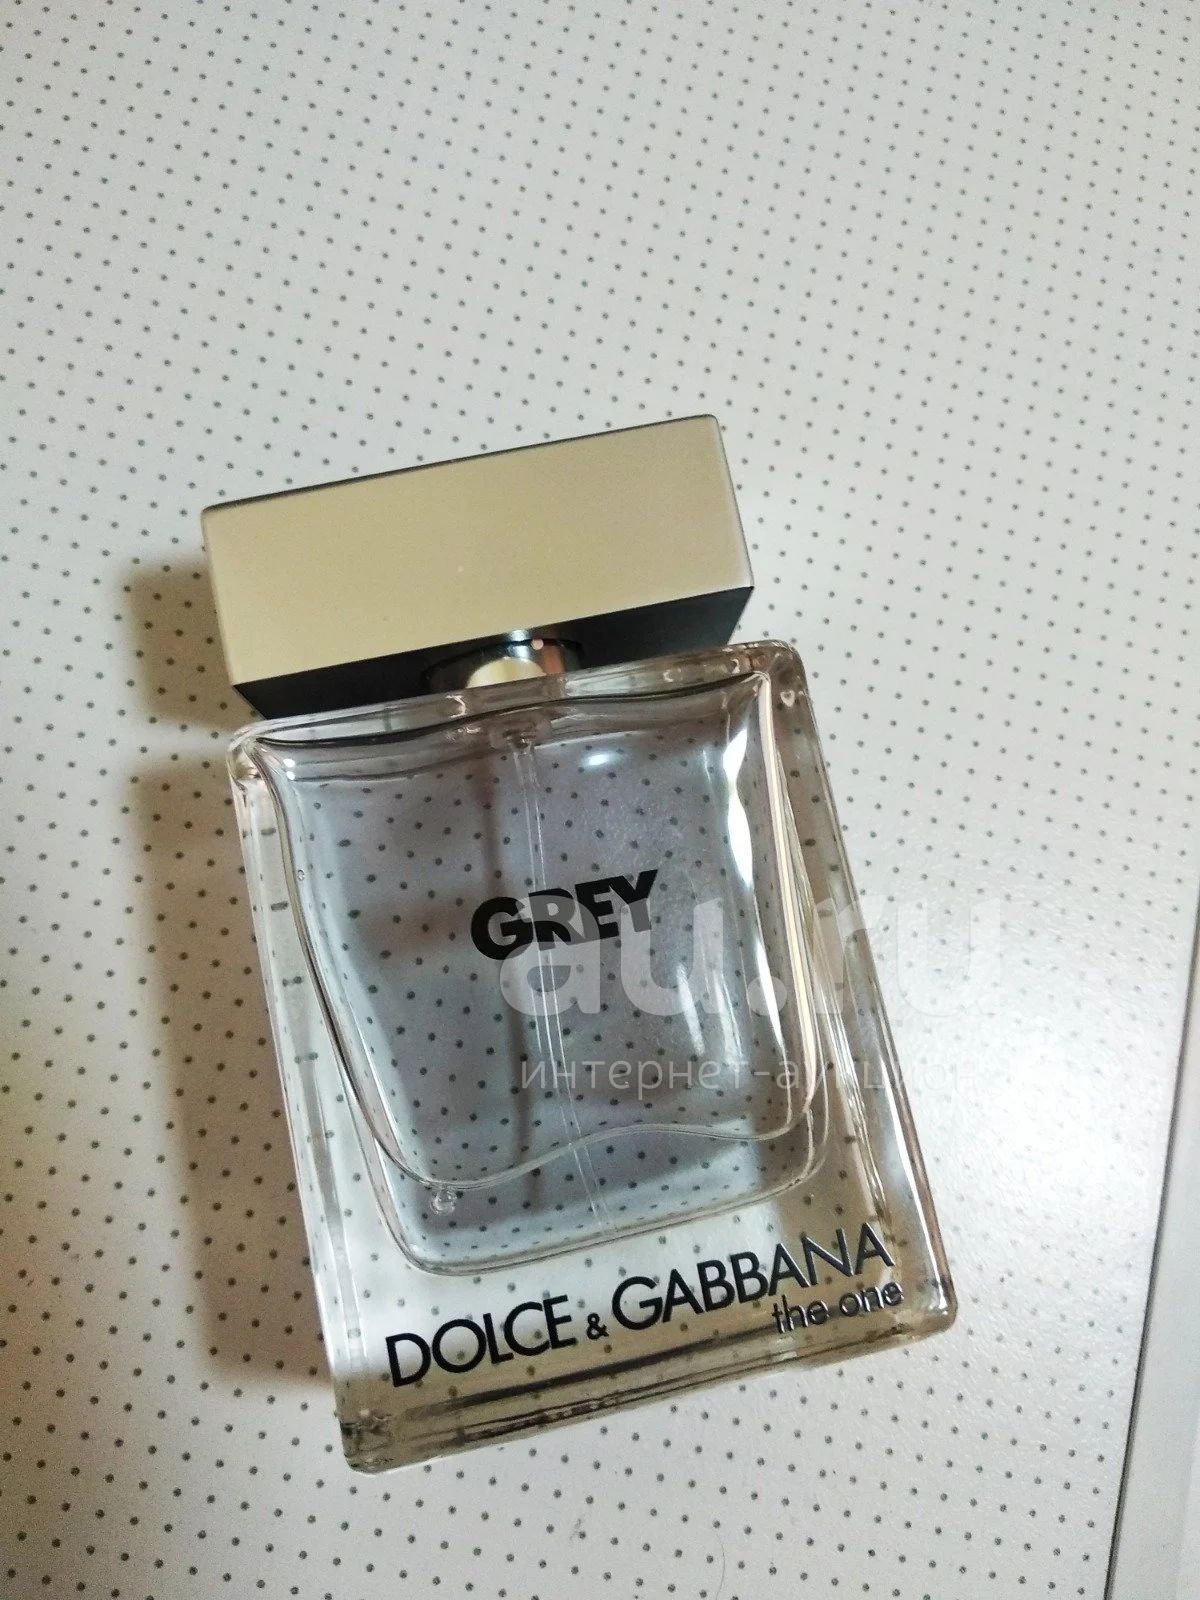 GREY
au.ru
интернет-аукцион
DOLCE & GABBANA
the one